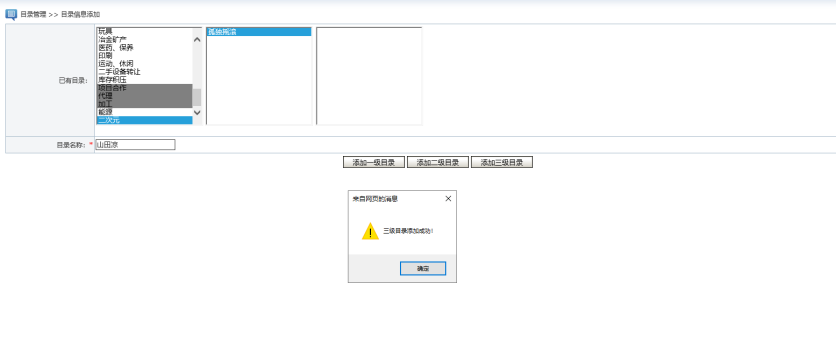 目录管理 >> 目录信息添加
已有目录：
玩具
冶金矿产
医药、保养
印刷
运动、休闲
二手设备转让
库存积压
项目合作
代理
加工
能源
二次元
孤独摇滚
目录名称：*
山田凉
添加一级目录 添加二级目录 添加三级目录
来自网页的消息
三级目录添加成功！
确定